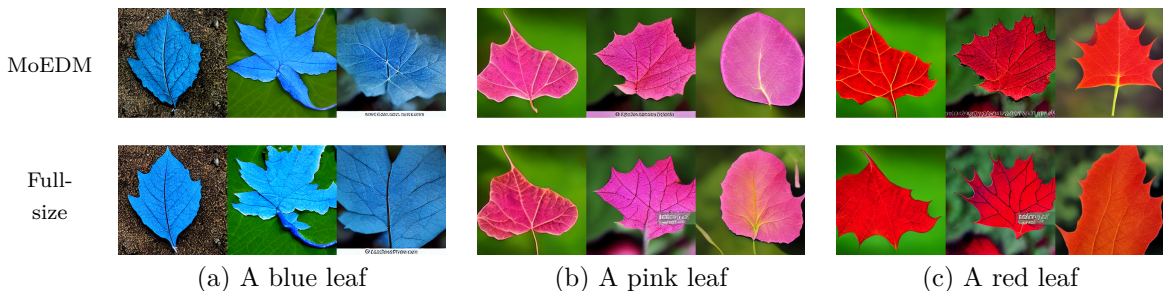 MoEDM
Full-
size
(a) A blue leaf
(b) A pink leaf
(c) A red leaf